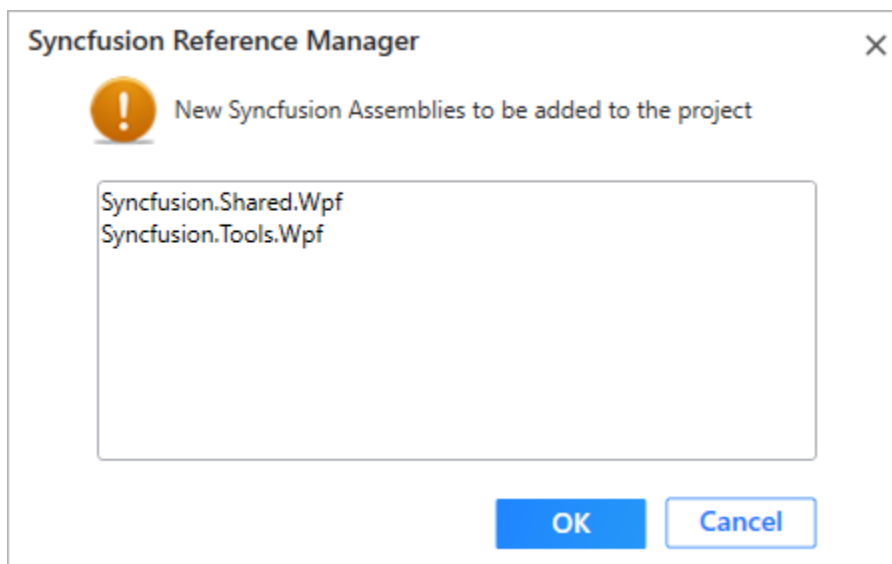 Syncfusion Reference Manager
New Syncfusion Assemblies to be added to the project
Syncfusion.Shared.Wpf
Syncfusion.Tools.Wpf
OK
Cancel